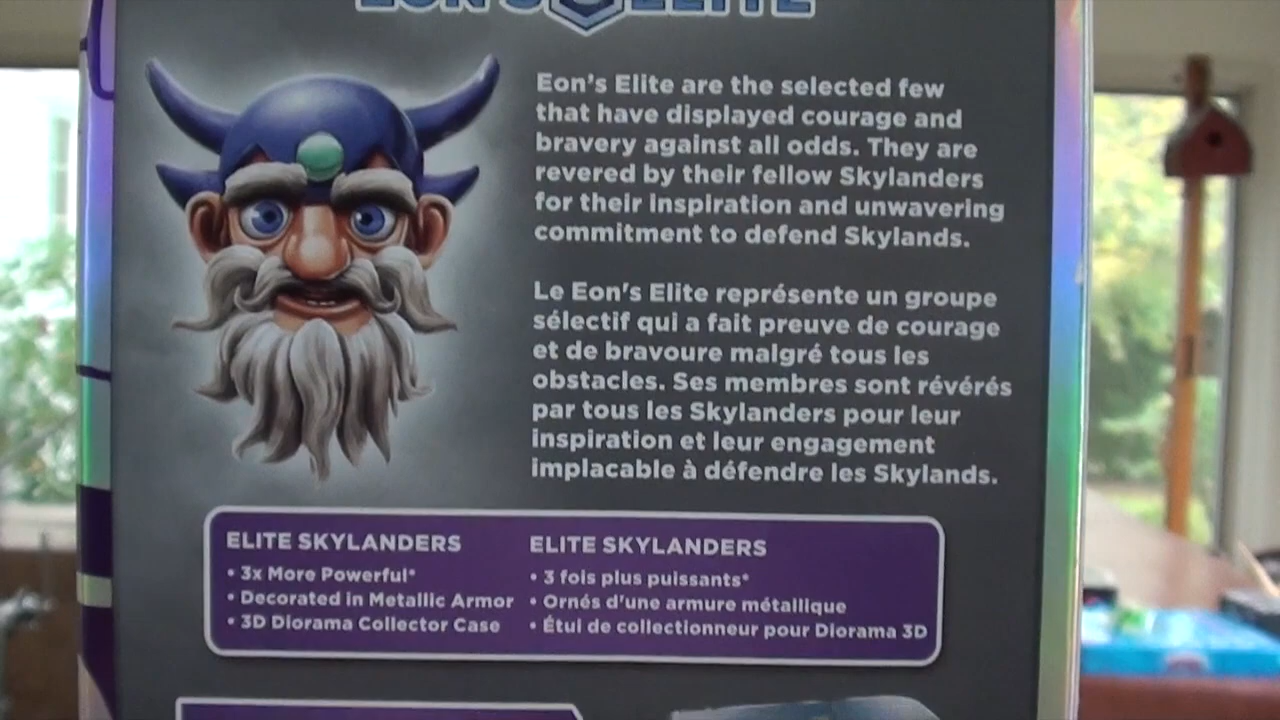 EON'S ELITE
Eon's Elite are the selected few
that have displayed courage and
bravery against all odds. They are
revered by their fellow Skylanders
for their inspiration and unwavering
commitment to defend Skylands.
Le Eon's Elite représente un groupe
sélectif qui a fait preuve de courage
et de bravoure malgré tous les
obstacles. Ses membres sont révérés
par tous les Skylanders pour leur
inspiration et leur engagement
implacable à défendre les Skylands.
ELITE SKYLANDERS
• 3x More Powerful*
• Decorated in Metallic Armor
• 3D Diorama Collector Case
ELITE SKYLANDERS
• 3 fois plus puissants*
• Ornés d'une armure métallique
• Étui de collectionneur pour Diorama 3D